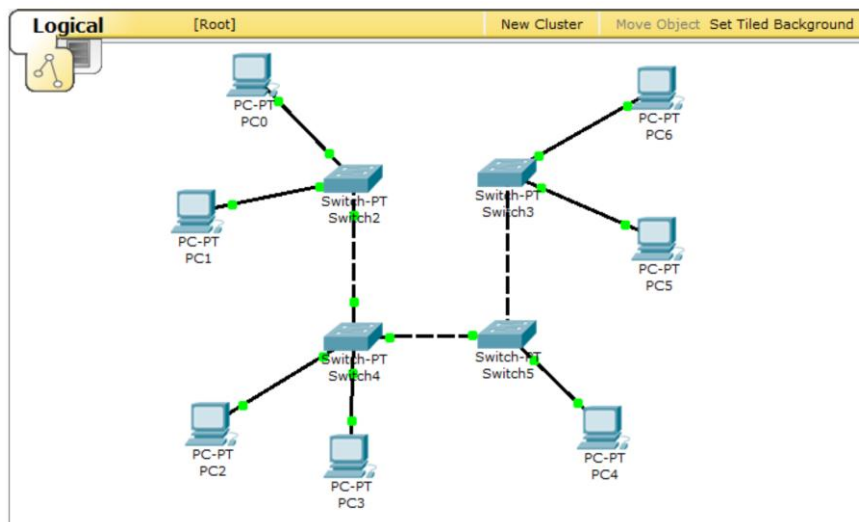 Logical
[Root]
New Cluster
Move Object
Set Tiled Background
PC-PT
PC0
PC-PT
PC6
Switch-PT
Switch2
Switch-PT
Switch3
PC-PT
PC1
PC-PT
PC5
Switch-PT
Switch4
Switch-PT
Switch5
PC-PT
PC2
PC-PT
PC3
PC-PT
PC4